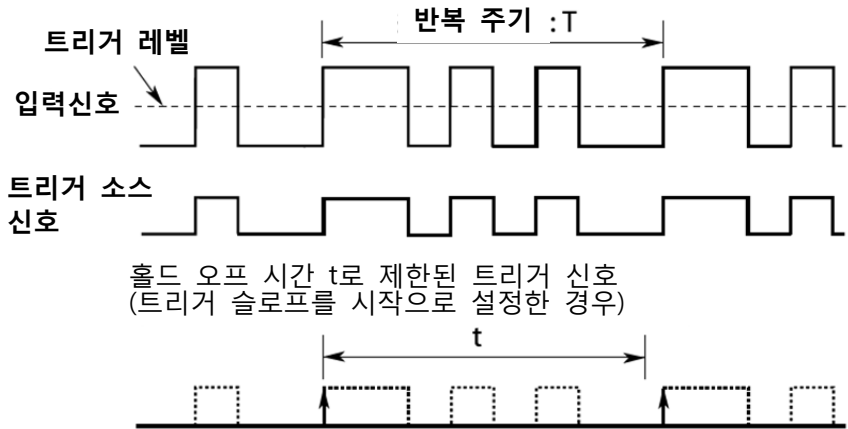 반복 주기 : T
트리거 레벨
입력신호
트리거 소스
신호
홀드 오프 시간 t로 제한된 트리거 신호
(트리거 슬로프를 시작으로 설정한 경우)
t